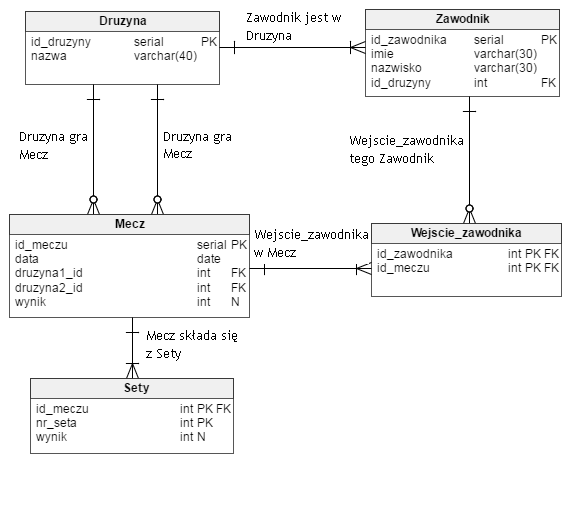 Druzyna
id_druzyny serial PK
nazwa varchar(40)
Zawodnik jest w
Druzyna
Zawodnik
id_zawodnika serial PK
imie varchar(30)
nazwisko varchar(30)
id_druzyny int FK
Druzyna gra
Mecz
Druzyna gra
Mecz
Wejscie_zawodnika
tego Zawodnik
Mecz
id_meczu serial PK
data date
druzyna1_id int FK
druzyna2_id int FK
wynik int N
Wejscie_zawodnika
w Mecz
Wejscie_zawodnika
id_zawodnika int PK FK
id_meczu int PK FK
Mecz składa się
z Sety
Sety
id_meczu int PK FK
nr_seta int PK
wynik int N